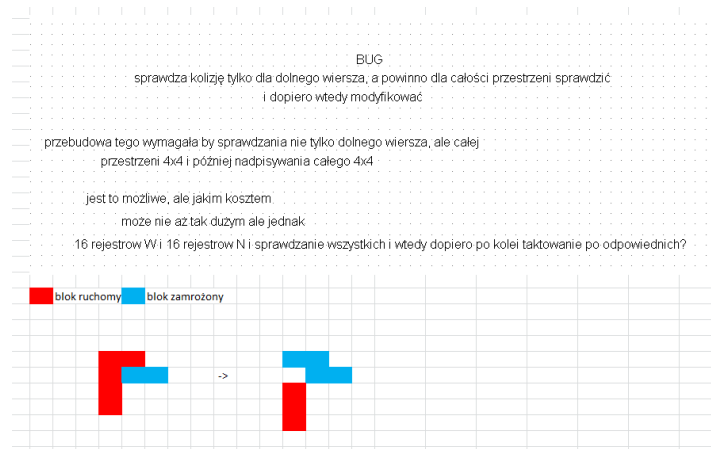 BUG
sprawdza kolizję tylko dla dolnego wiersza, a powinno dla całości przestrzeni sprawdzić
i dopiero wtedy modyfikować
przebudowa tego wymagała by sprawdzania nie tylko dolnego wiersza, ale całej
przestrzeni 4x4 i później nadpisywania całego 4x4
jest to możliwe, ale jakim kosztem
może nie aż tak dużym ale jednak
16 rejestrow W i 16 rejestrow N i sprawdzanie wszystkich i wtedy dopiero po kolei taktowanie po odpowiednich?
blok ruchomy blok zamrożony
->